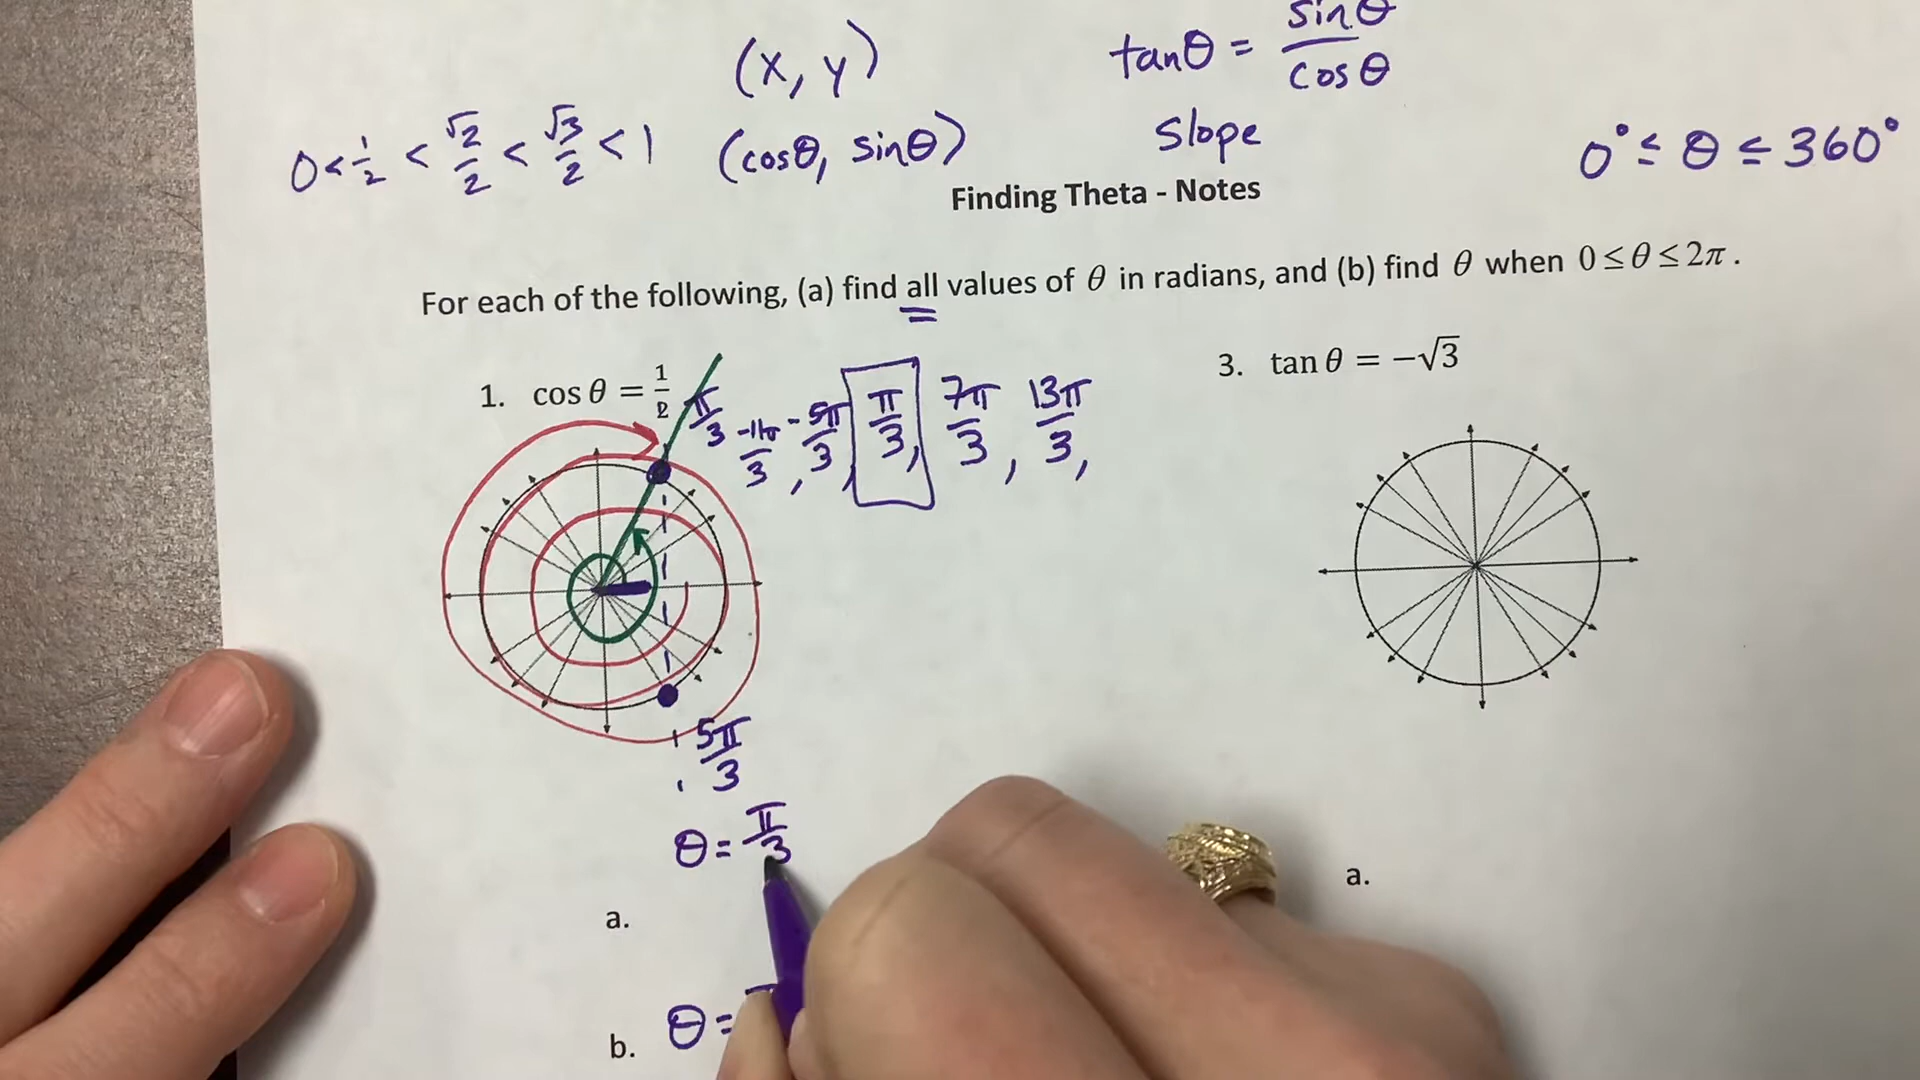 (x, y)
tanθ = sinθ/cosθ
0 < 1/2 < √2/2 < √3/2 < 1
(cosθ, sinθ)
Slope
0° ≤ θ ≤ 360°
Finding Theta - Notes
For each of the following, (a) find all values of θ in radians, and (b) find θ when 0 ≤ θ ≤ 2π.
1. cos θ = 1/2
π/3
-11π/3, -5π/3, π/3, 7π/3, 13π/3,
3. tan θ = −√3
5π/3
θ = π/3
a.
a.
b. θ =